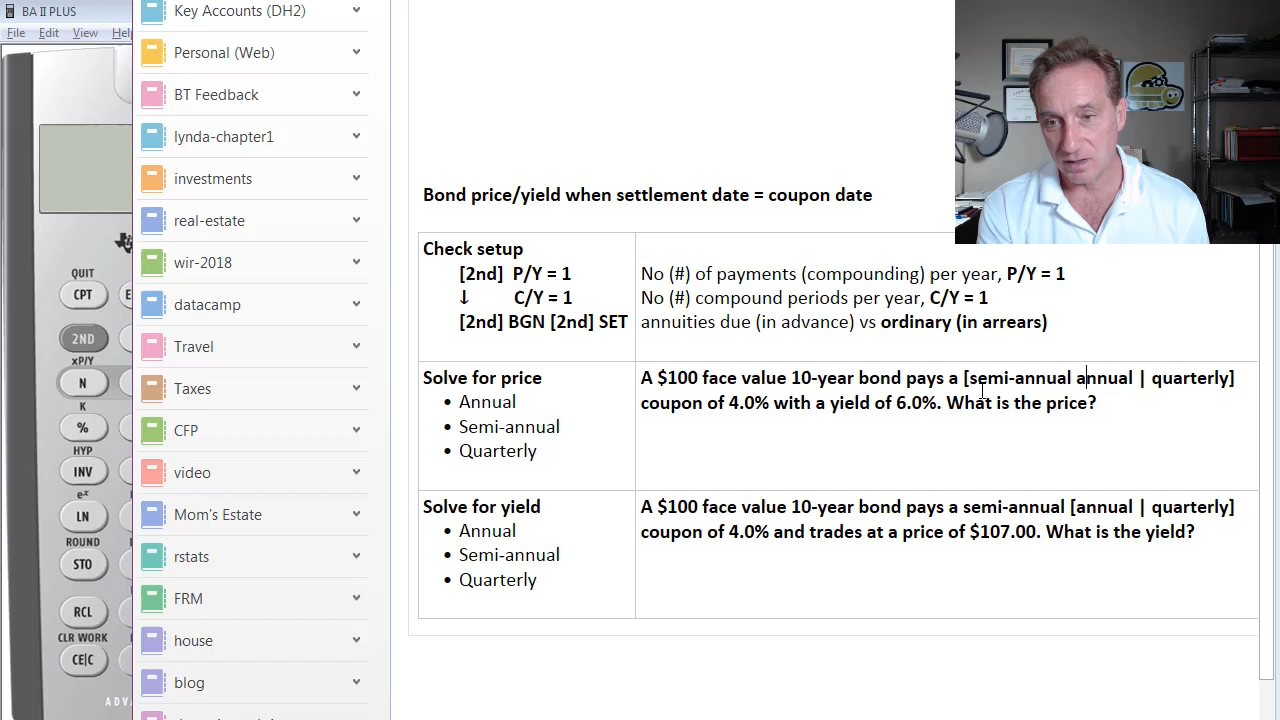 BA II PLUS
File Edit View Help
QUIT
CPT
2ND
xP/Y
N
K
%
HYP
INV
eˣ
LN
ROUND
STO
RCL
CLR WORK
CE|C
Key Accounts (DH2)
Personal (Web)
BT Feedback
lynda-chapter1
investments
real-estate
wir-2018
datacamp
Travel
Taxes
CFP
video
Mom's Estate
rstats
FRM
house
blog
Bond price/yield when settlement date = coupon date
Check setup
[2nd] P/Y = 1
↓ C/Y = 1
[2nd] BGN [2nd] SET
No (#) of payments (compounding) per year, P/Y = 1
No (#) compound periods per year, C/Y = 1
annuities due (in advance) vs ordinary (in arrears)
Solve for price
• Annual
• Semi-annual
• Quarterly
A $100 face value 10-year bond pays a [semi-annual annual | quarterly]
coupon of 4.0% with a yield of 6.0%. What is the price?
Solve for yield
• Annual
• Semi-annual
• Quarterly
A $100 face value 10-year bond pays a semi-annual [annual | quarterly]
coupon of 4.0% and trades at a price of $107.00. What is the yield?